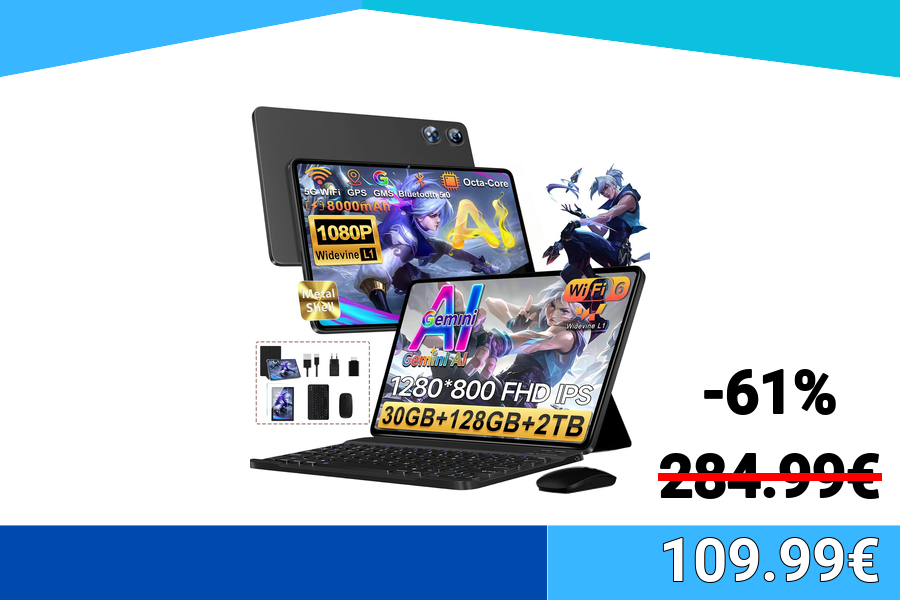 5G WiFi GPS GMS Bluetooth 5.0 Octa-Core
8000mAh
AI
1080P
Widevine L1
Metal
Shell
WiFi 6
Widevine L1
AI
Gemini
Gemini AI
1280*800 FHD IPS
30GB+128GB+2TB
-61%
284.99€
109.99€